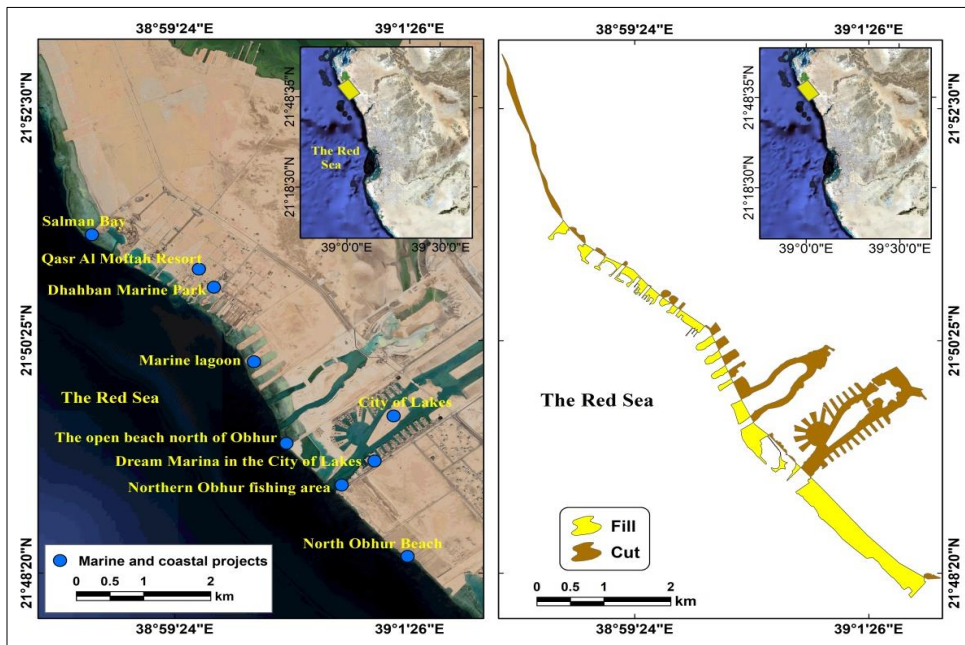 38°59'24"E
39°1'26"E
21°52'30"N
21°50'25"N
21°48'20"N
21°48'35"N
21°18'30"N
The Red
Sea
39°0'0"E
39°30'0"E
Salman Bay
Qasr Al Moftah Resort
Dhahban Marine Park
Marine lagoon
The Red Sea
City of Lakes
The open beach north of Obhur
Dream Marina in the City of Lakes
Northern Obhur fishing area
North Obhur Beach
Marine and coastal projects
0 0.5 1 2
km
38°59'24"E
39°1'26"E
38°59'24"E
39°1'26"E
21°48'35"N
21°18'30"N
39°0'0"E
39°30'0"E
21°52'30"N
21°50'25"N
21°48'20"N
The Red Sea
Fill
Cut
0 0.5 1 2
km
38°59'24"E
39°1'26"E